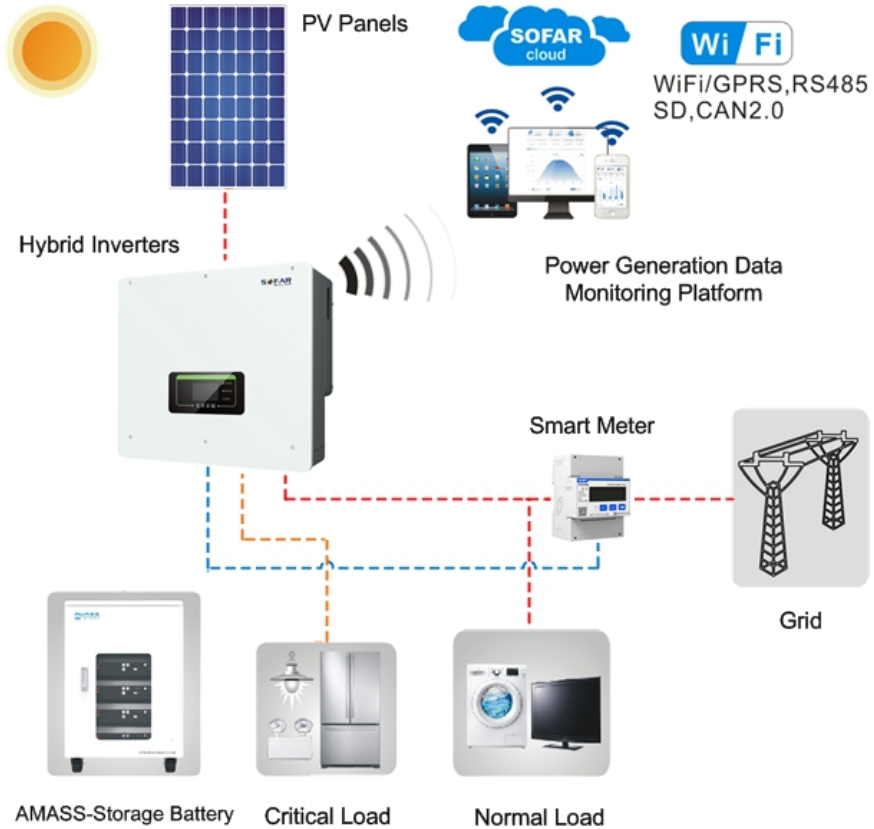 PV Panels
SOFAR
cloud
Wi Fi
WiFi/GPRS,RS485
SD,CAN2.0
Hybrid Inverters
SOFAR
Power Generation Data
Monitoring Platform
Smart Meter
Grid
AMASS-Storage Battery
Critical Load
Normal Load